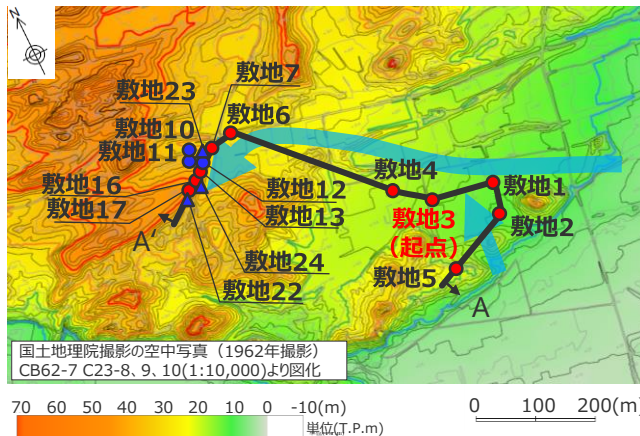 N
敷地7
敷地23
敷地6
敷地10
敷地11
敷地4
敷地1
敷地16
敷地12
敷地3
(起点)
敷地17
敷地13
敷地2
A'
敷地24
敷地5
敷地22
A
国土地理院撮影の空中写真（1962年撮影）
CB62-7 C23-8、9、10(1:10,000)より図化
70 60 50 40 30 20 10 0 -10(m)
単位(T.P.m)
0 100 200(m)